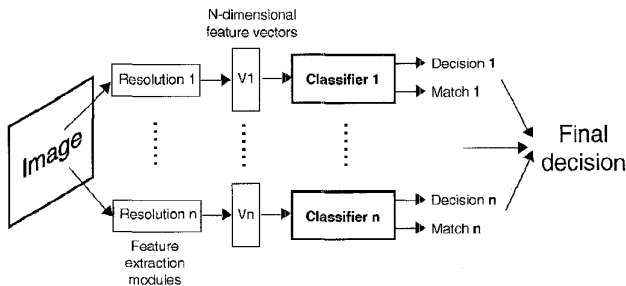 N-dimensional
feature vectors
Image
Resolution 1
V1
Classifier 1
Decision 1
Match 1
Final
decision
Resolution n
Vn
Classifier n
Decision n
Match n
Feature
extraction
modules